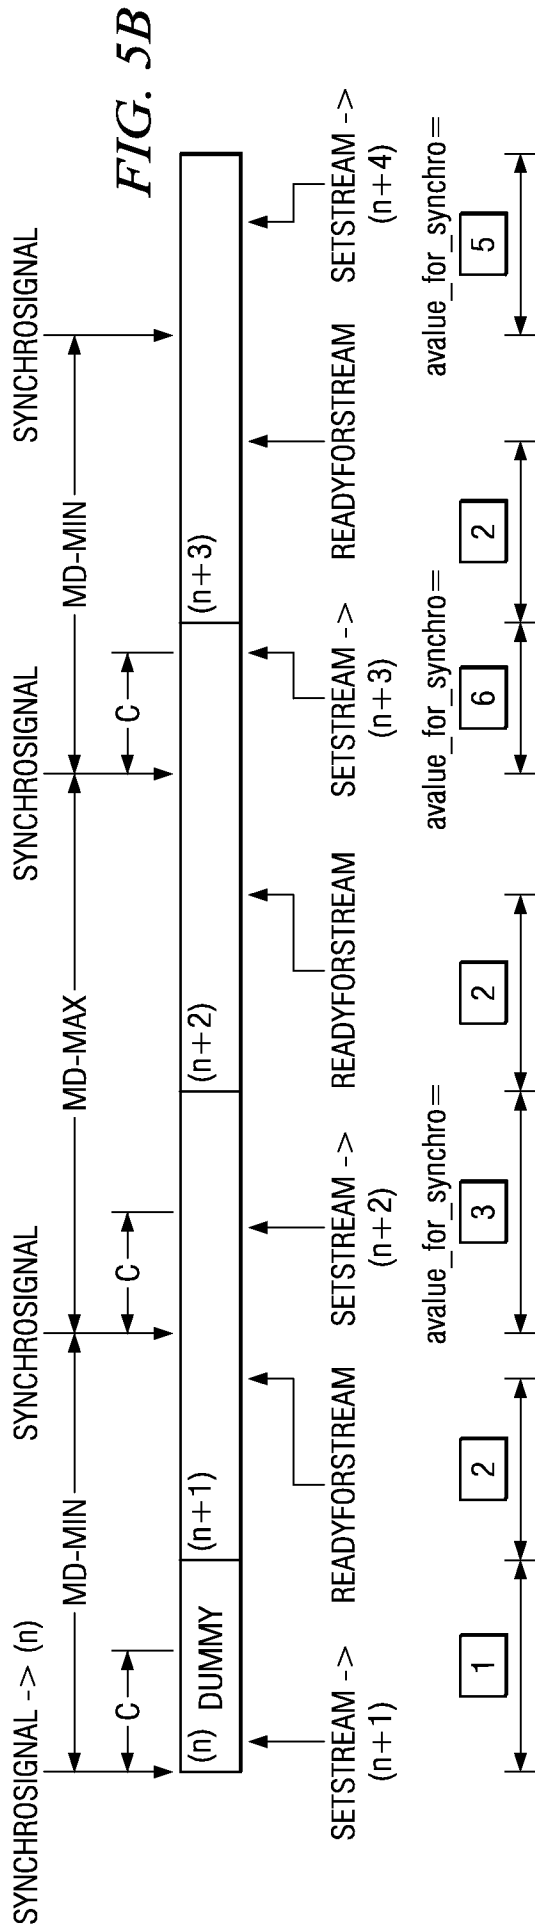 FIG. 5B
SYNCHROSIGNAL -> (n)
SYNCHROSIGNAL
SYNCHROSIGNAL
SYNCHROSIGNAL
MD-MIN
MD-MAX
MD-MIN
C
C
C
(n) DUMMY
(n+1)
(n+2)
(n+3)
SETSTREAM ->
(n+1)
READYFORSTREAM
SETSTREAM ->
(n+2)
READYFORSTREAM
SETSTREAM ->
(n+3)
READYFORSTREAM
SETSTREAM ->
(n+4)
avalue_for_synchro=
avalue_for_synchro=
avalue_for_synchro=
1
2
3
2
6
2
5